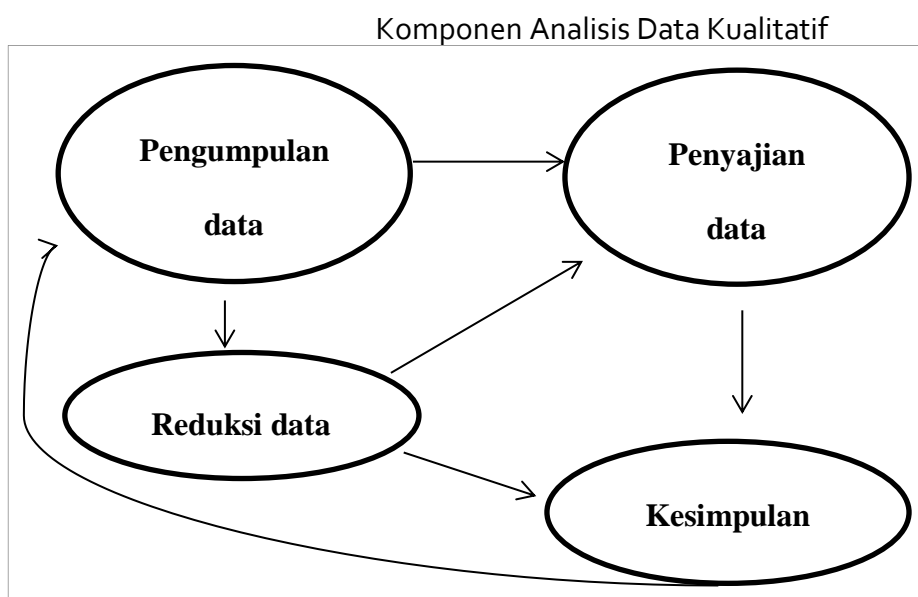 Komponen Analisis Data Kualitatif
Pengumpulan
data
Penyajian
data
Reduksi data
Kesimpulan